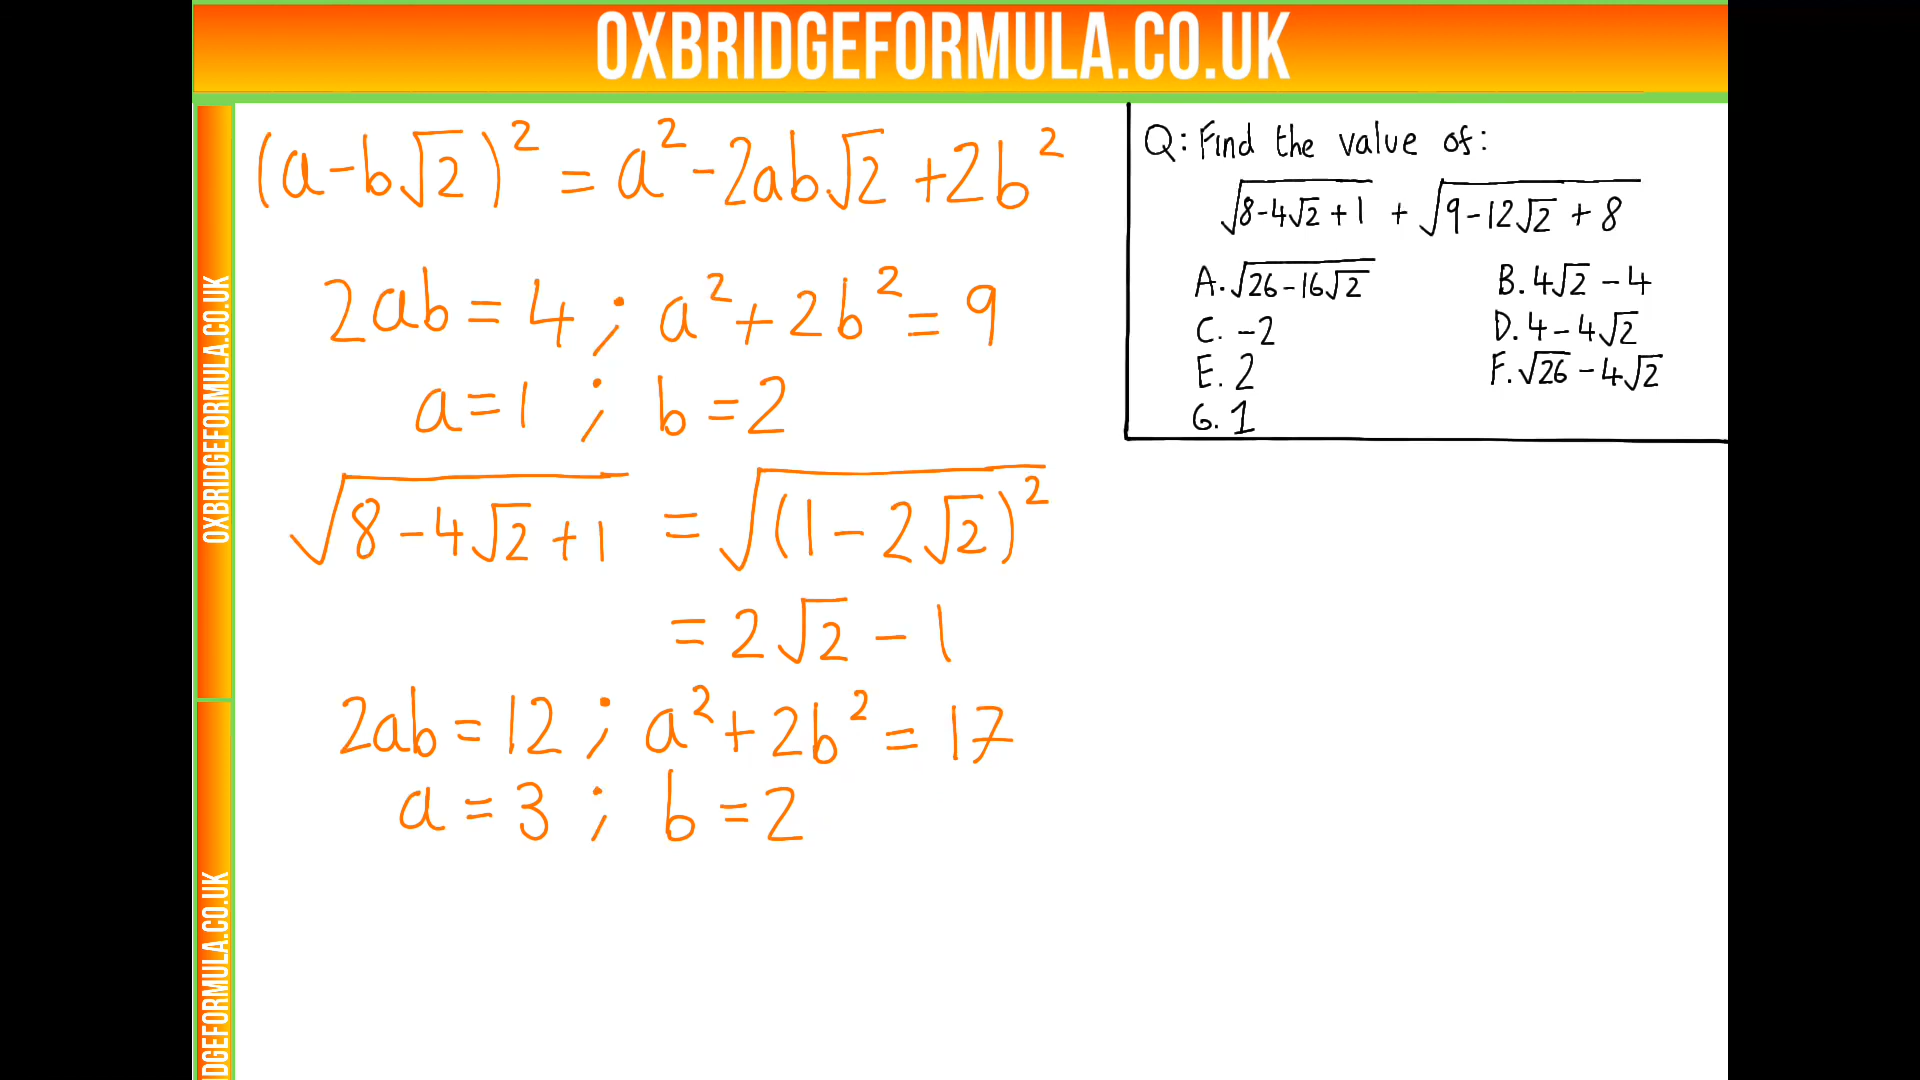 OXBRIDGEFORMULA.CO.UK
OXBRIDGEFORMULA.CO.UK
DGEFORMULA.CO.UK
(a-b√2)² = a² - 2ab√2 + 2b²
2ab = 4 ; a² + 2b² = 9
a = 1 ; b = 2
√(8 - 4√2 + 1) = √((1 - 2√2)²)
= 2√2 - 1
2ab = 12 ; a² + 2b² = 17
a = 3 ; b = 2
Q: Find the value of:
√(8 - 4√2 + 1) + √(9 - 12√2 + 8)
A. √(26 - 16√2) B. 4√2 - 4
C. -2 D. 4 - 4√2
E. 2 F. √26 - 4√2
G. 1